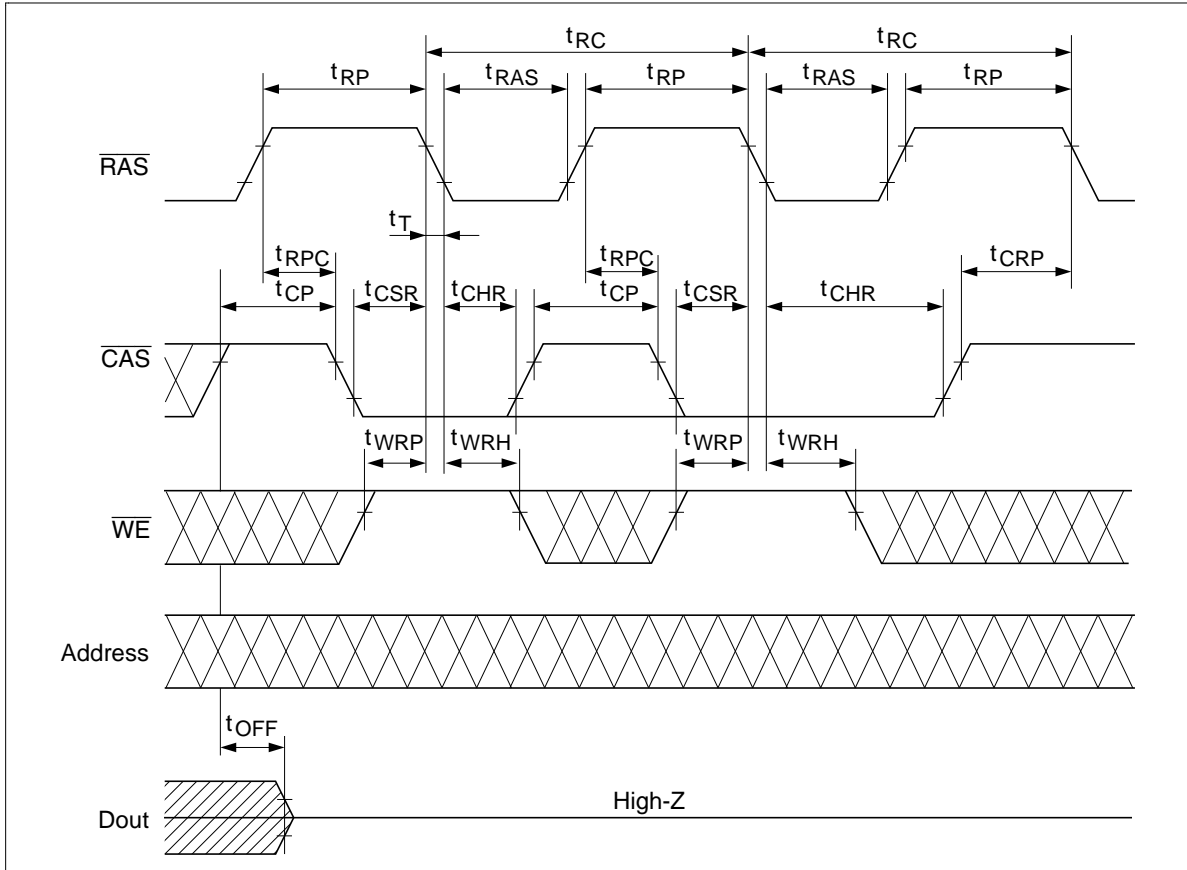 tRC tRC
tRP tRAS tRP tRAS tRP
RAS
tT
tRPC tRPC tCRP
tCP tCSR tCHR tCP tCSR tCHR
CAS
tWRP tWRH tWRP tWRH
WE
Address
tOFF
High-Z
Dout